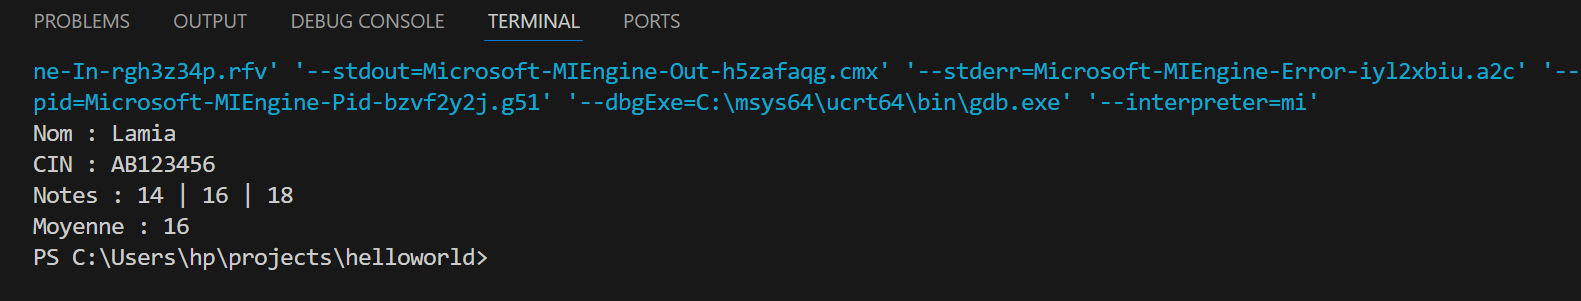 PROBLEMS OUTPUT DEBUG CONSOLE TERMINAL PORTS
ne-In-rgh3z34p.rfv' '--stdout=Microsoft-MIEngine-Out-h5zafaqg.cmx' '--stderr=Microsoft-MIEngine-Error-iyl2xbiu.a2c' '--
pid=Microsoft-MIEngine-Pid-bzvf2y2j.g51' '--dbgExe=C:\msys64\ucrt64\bin\gdb.exe' '--interpreter=mi'
Nom : Lamia
CIN : AB123456
Notes : 14 | 16 | 18
Moyenne : 16
PS C:\Users\hp\projects\helloworld>